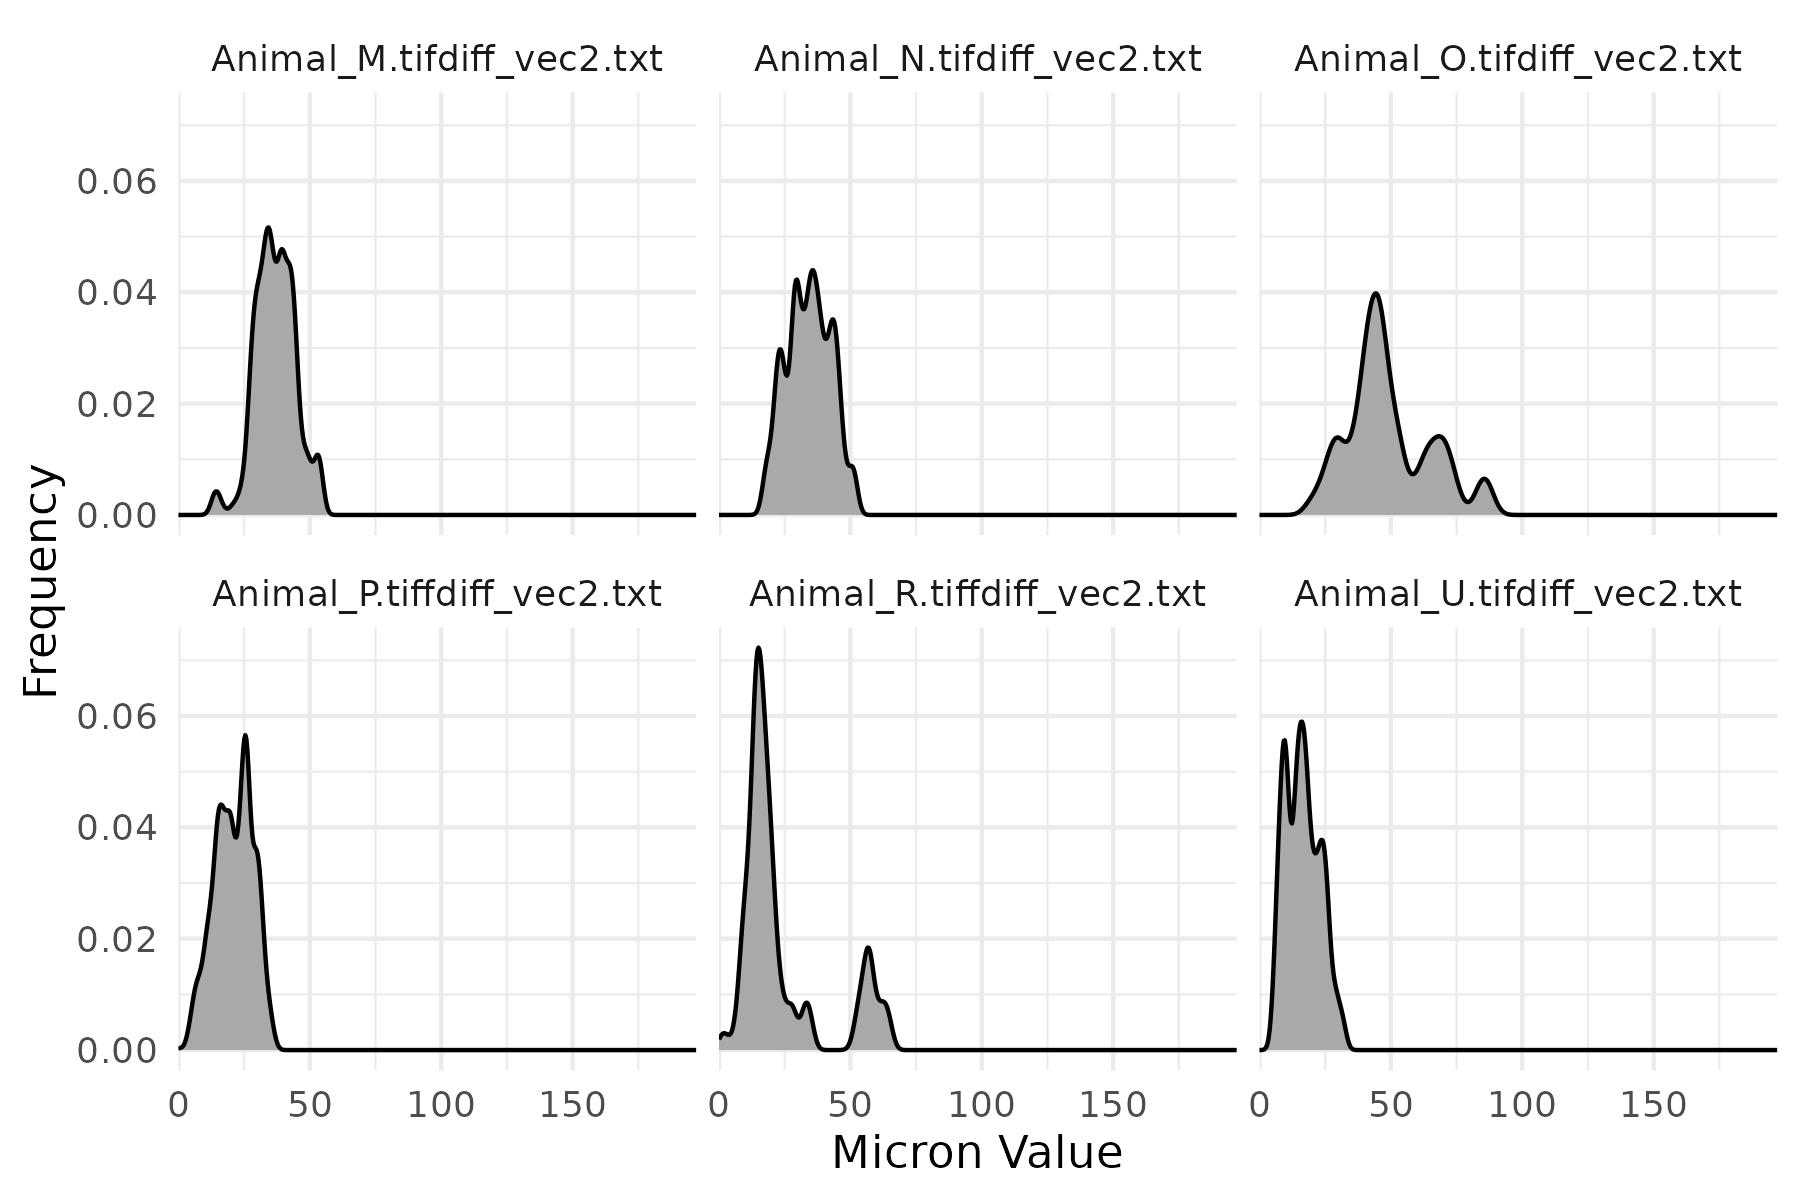 Animal_M.tifdiff_vec2.txt Animal_N.tifdiff_vec2.txt Animal_O.tifdiff_vec2.txt
0.06
0.04
0.02
0.00
Frequency
Animal_P.tiffdiff_vec2.txt Animal_R.tiffdiff_vec2.txt Animal_U.tifdiff_vec2.txt
0.06
0.04
0.02
0.00
0 50 100 150 0 50 100 150 0 50 100 150
Micron Value